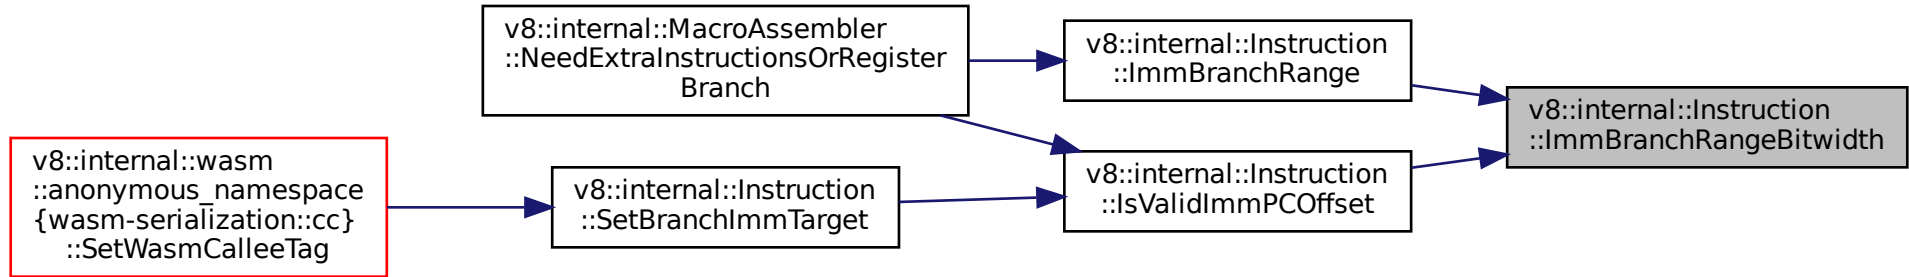 v8::internal::MacroAssembler
::NeedExtraInstructionsOrRegister
Branch
v8::internal::Instruction
::ImmBranchRange
v8::internal::Instruction
::ImmBranchRangeBitwidth
v8::internal::wasm
::anonymous_namespace
{wasm-serialization::cc}
::SetWasmCalleeTag
v8::internal::Instruction
::SetBranchImmTarget
v8::internal::Instruction
::IsValidImmPCOffset